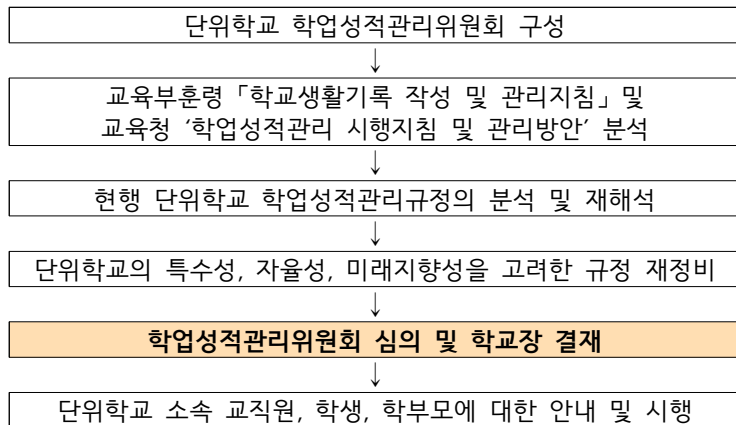 단위학교 학업성적관리위원회 구성
↓
교육부훈령「학교생활기록 작성 및 관리지침」및
교육청 ‘학업성적관리 시행지침 및 관리방안’ 분석
↓
현행 단위학교 학업성적관리규정의 분석 및 재해석
↓
단위학교의 특수성, 자율성, 미래지향성을 고려한 규정 재정비
↓
학업성적관리위원회 심의 및 학교장 결재
↓
단위학교 소속 교직원, 학생, 학부모에 대한 안내 및 시행